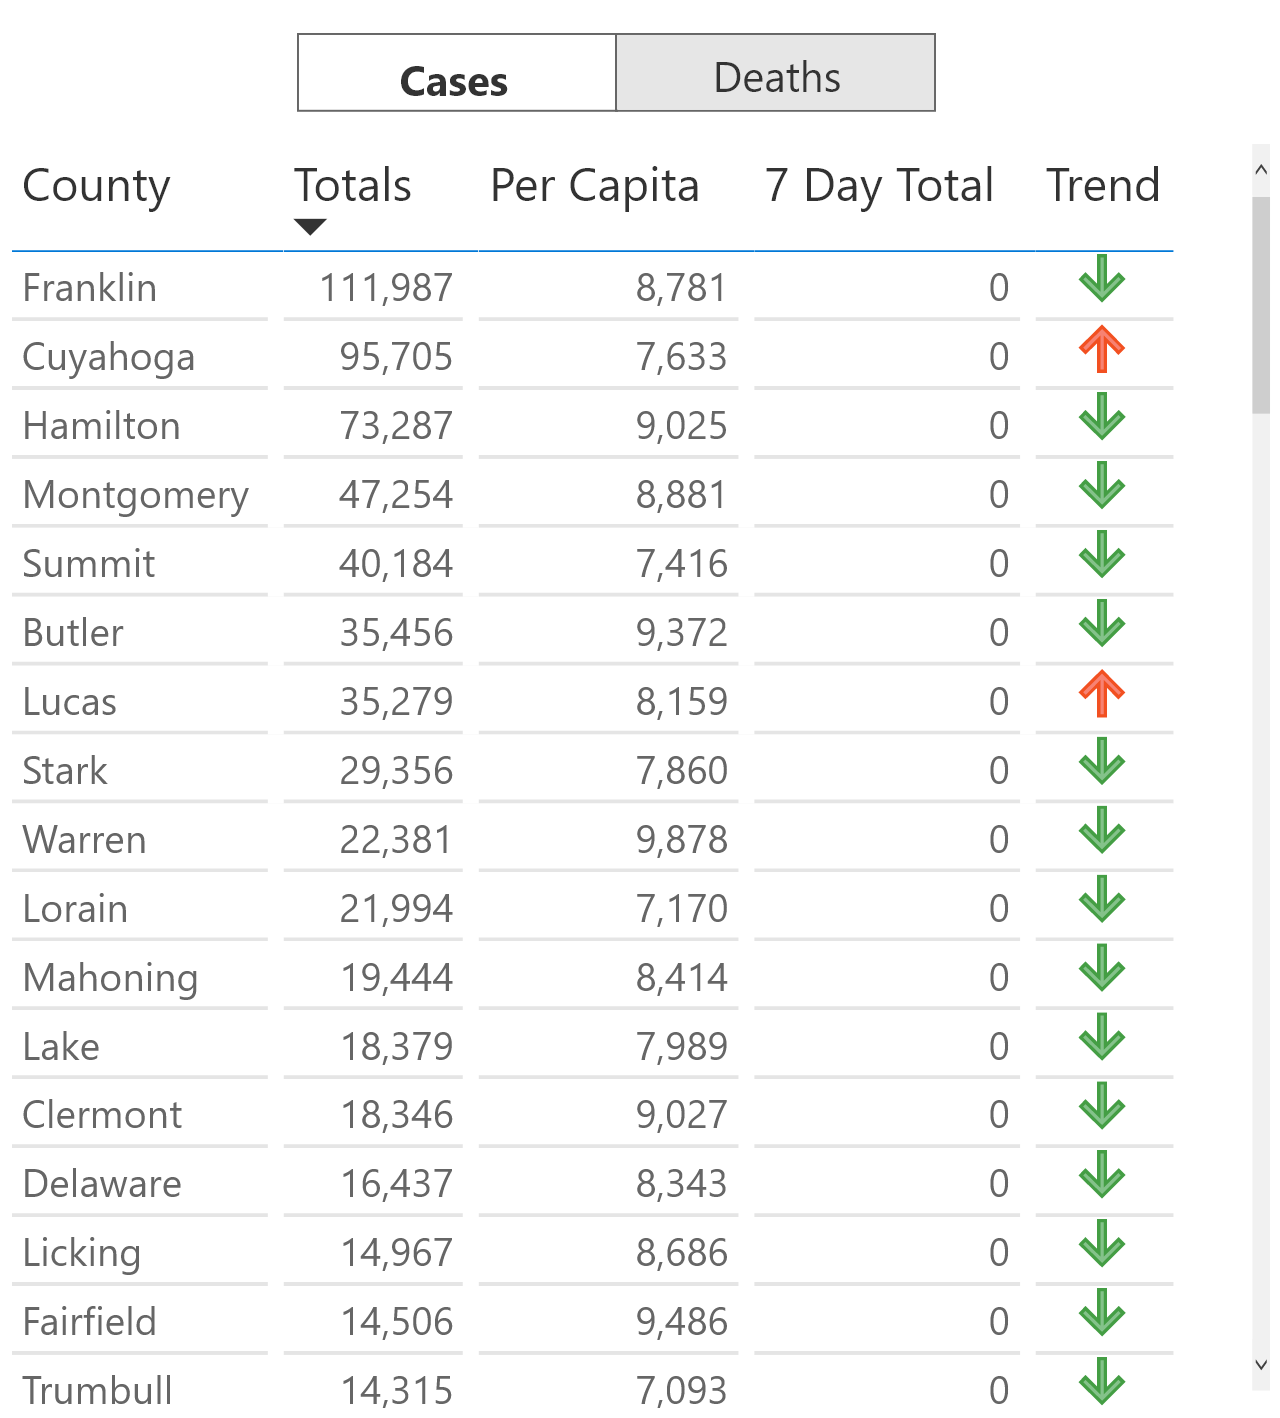 Cases Deaths
County Totals Per Capita 7 Day Total Trend
Franklin 111,987 8,781 0
Cuyahoga 95,705 7,633 0
Hamilton 73,287 9,025 0
Montgomery 47,254 8,881 0
Summit 40,184 7,416 0
Butler 35,456 9,372 0
Lucas 35,279 8,159 0
Stark 29,356 7,860 0
Warren 22,381 9,878 0
Lorain 21,994 7,170 0
Mahoning 19,444 8,414 0
Lake 18,379 7,989 0
Clermont 18,346 9,027 0
Delaware 16,437 8,343 0
Licking 14,967 8,686 0
Fairfield 14,506 9,486 0
Trumbull 14,315 7,093 0